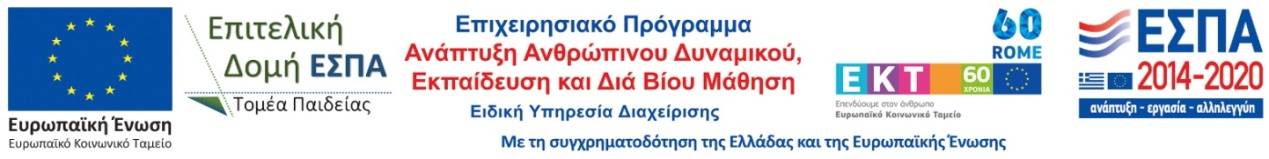 Ευρωπαϊκή Ένωση
Ευρωπαϊκό Κοινωνικό Ταμείο
Επιτελική
Δομή ΕΣΠΑ
Τομέα Παιδείας
Επιχειρησιακό Πρόγραμμα
Ανάπτυξη Ανθρώπινου Δυναμικού,
Εκπαίδευση και Διά Βίου Μάθηση
Ειδική Υπηρεσία Διαχείρισης
Με τη συγχρηματοδότηση της Ελλάδας και της Ευρωπαϊκής Ένωσης
60
ROME
ΕΚΤ 60
ΧΡΟΝΙΑ
Επενδύουμε στον άνθρωπο
Ευρωπαϊκό Κοινωνικό Ταμείο
ΕΣΠΑ
2014-2020
ανάπτυξη - εργασία - αλληλεγγύη